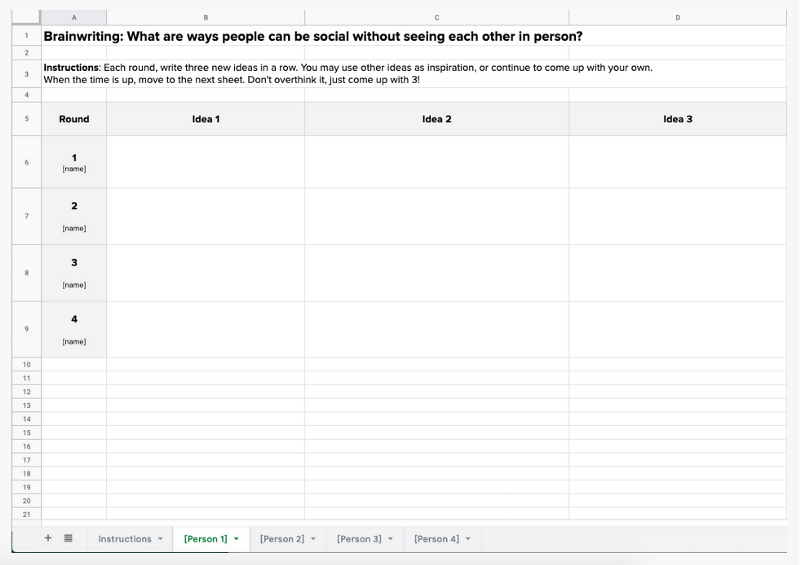 A B C D
1 Brainwriting: What are ways people can be social without seeing each other in person?
2
3 Instructions: Each round, write three new ideas in a row. You may use other ideas as inspiration, or continue to come up with your own.
When the time is up, move to the next sheet. Don't overthink it, just come up with 3!
4
5 Round Idea 1 Idea 2 Idea 3
6 1
[name]
7 2
[name]
8 3
[name]
9 4
[name]
10
11
12
13
14
15
16
17
18
19
20
21
+ Instructions [Person 1] [Person 2] [Person 3] [Person 4]